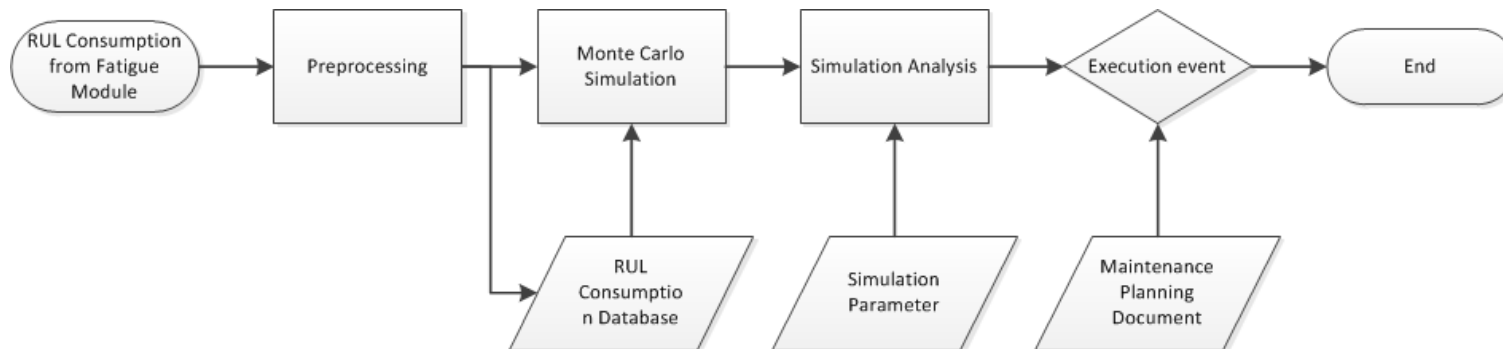 RUL Consumption
from Fatigue
Module
Preprocessing
Monte Carlo
Simulation
Simulation Analysis
Execution event
End
RUL
Consumptio
n Database
Simulation
Parameter
Maintenance
Planning
Document